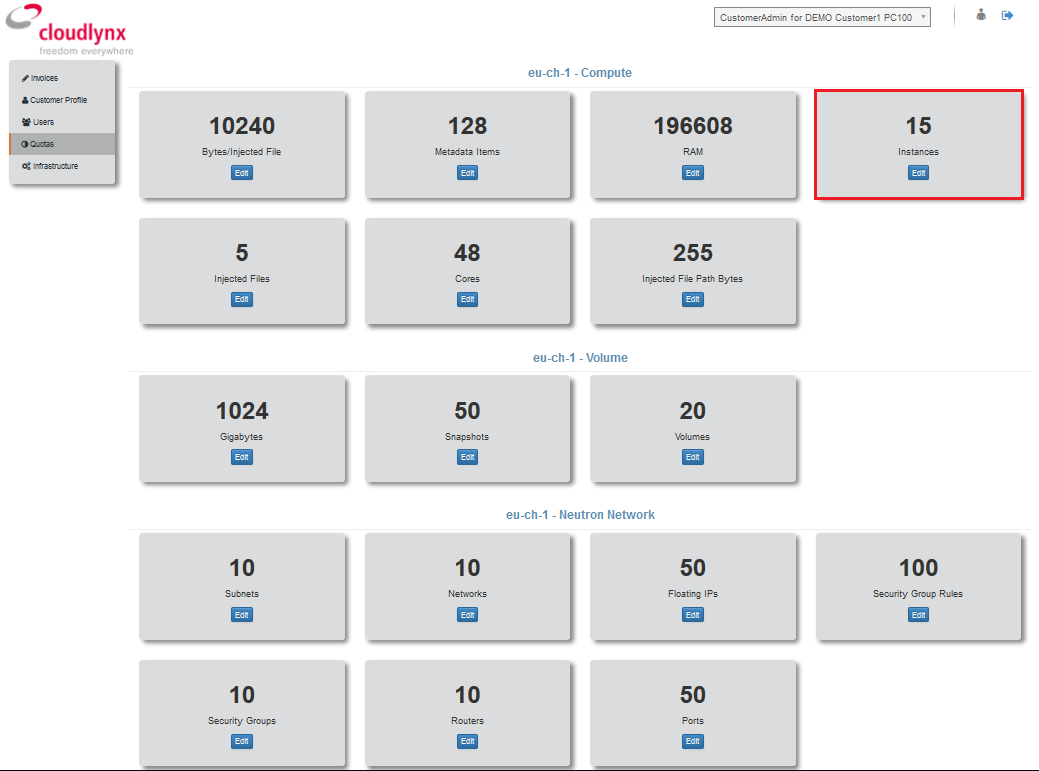 cloudlynx
freedom everywhere
CustomerAdmin for DEMO Customer1 PC100
Invoices
Customer Profile
Users
Quotas
Infrastructure
eu-ch-1 - Compute
10240
Bytes/Injected File
Edit
128
Metadata Items
Edit
196608
RAM
Edit
15
Instances
Edit
5
Injected Files
Edit
48
Cores
Edit
255
Injected File Path Bytes
Edit
eu-ch-1 - Volume
1024
Gigabytes
Edit
50
Snapshots
Edit
20
Volumes
Edit
eu-ch-1 - Neutron Network
10
Subnets
Edit
10
Networks
Edit
50
Floating IPs
Edit
100
Security Group Rules
Edit
10
Security Groups
Edit
10
Routers
Edit
50
Ports
Edit